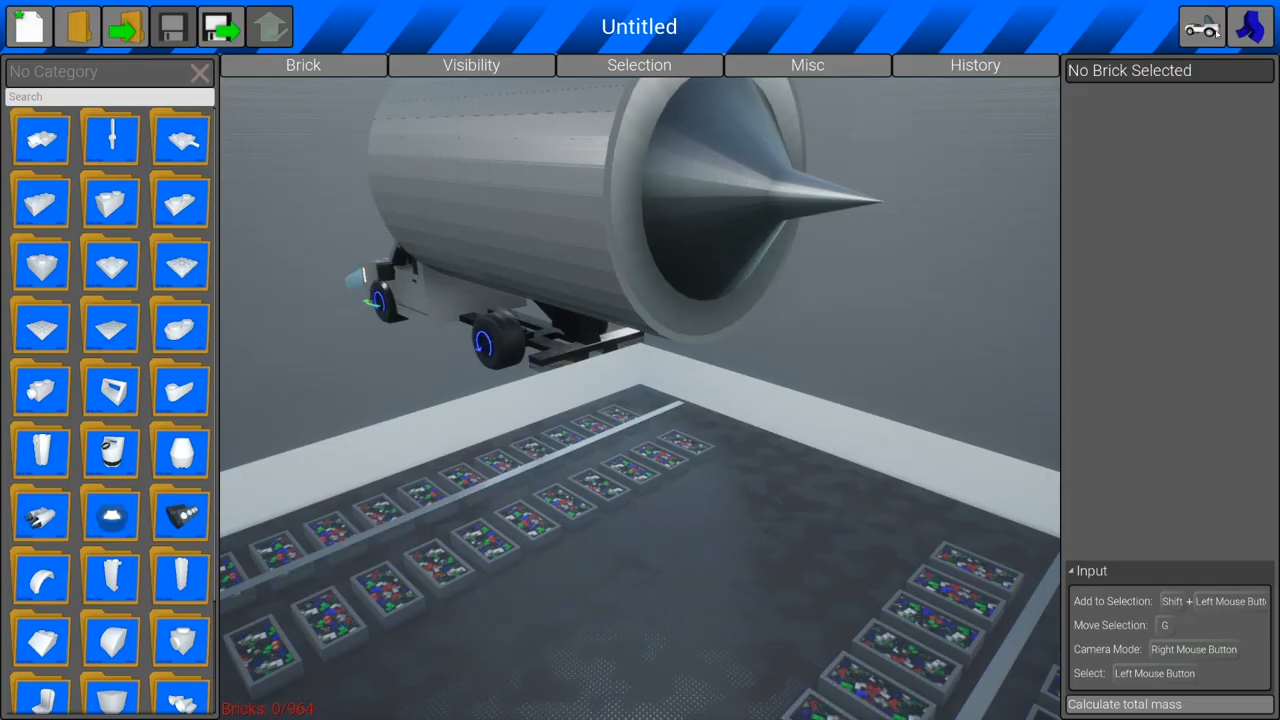 Untitled
No Category
Search
Brick
Visibility
Selection
Misc
History
Bricks: 0/964
No Brick Selected
Input
Add to Selection: Shift + Left Mouse Butt
Move Selection: G
Camera Mode: Right Mouse Button
Select: Left Mouse Button
Calculate total mass